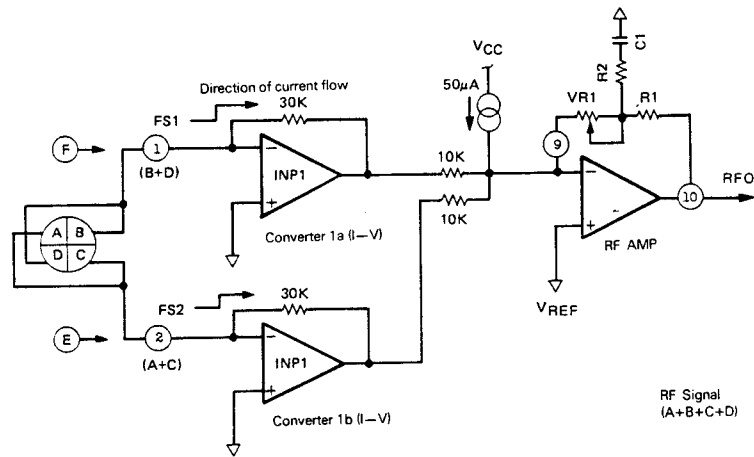 VCC
50μA
C1
R2
VR1
R1
Direction of current flow
FS1
30K
F
1
(B+D)
−
+
INP1
Converter 1a (I−V)
10K
10K
9
−
+
−
RF AMP
10
RFO
VREF
A B
D C
FS2
30K
E
2
(A+C)
−
+
INP1
Converter 1b (I−V)
RF Signal
(A+B+C+D)